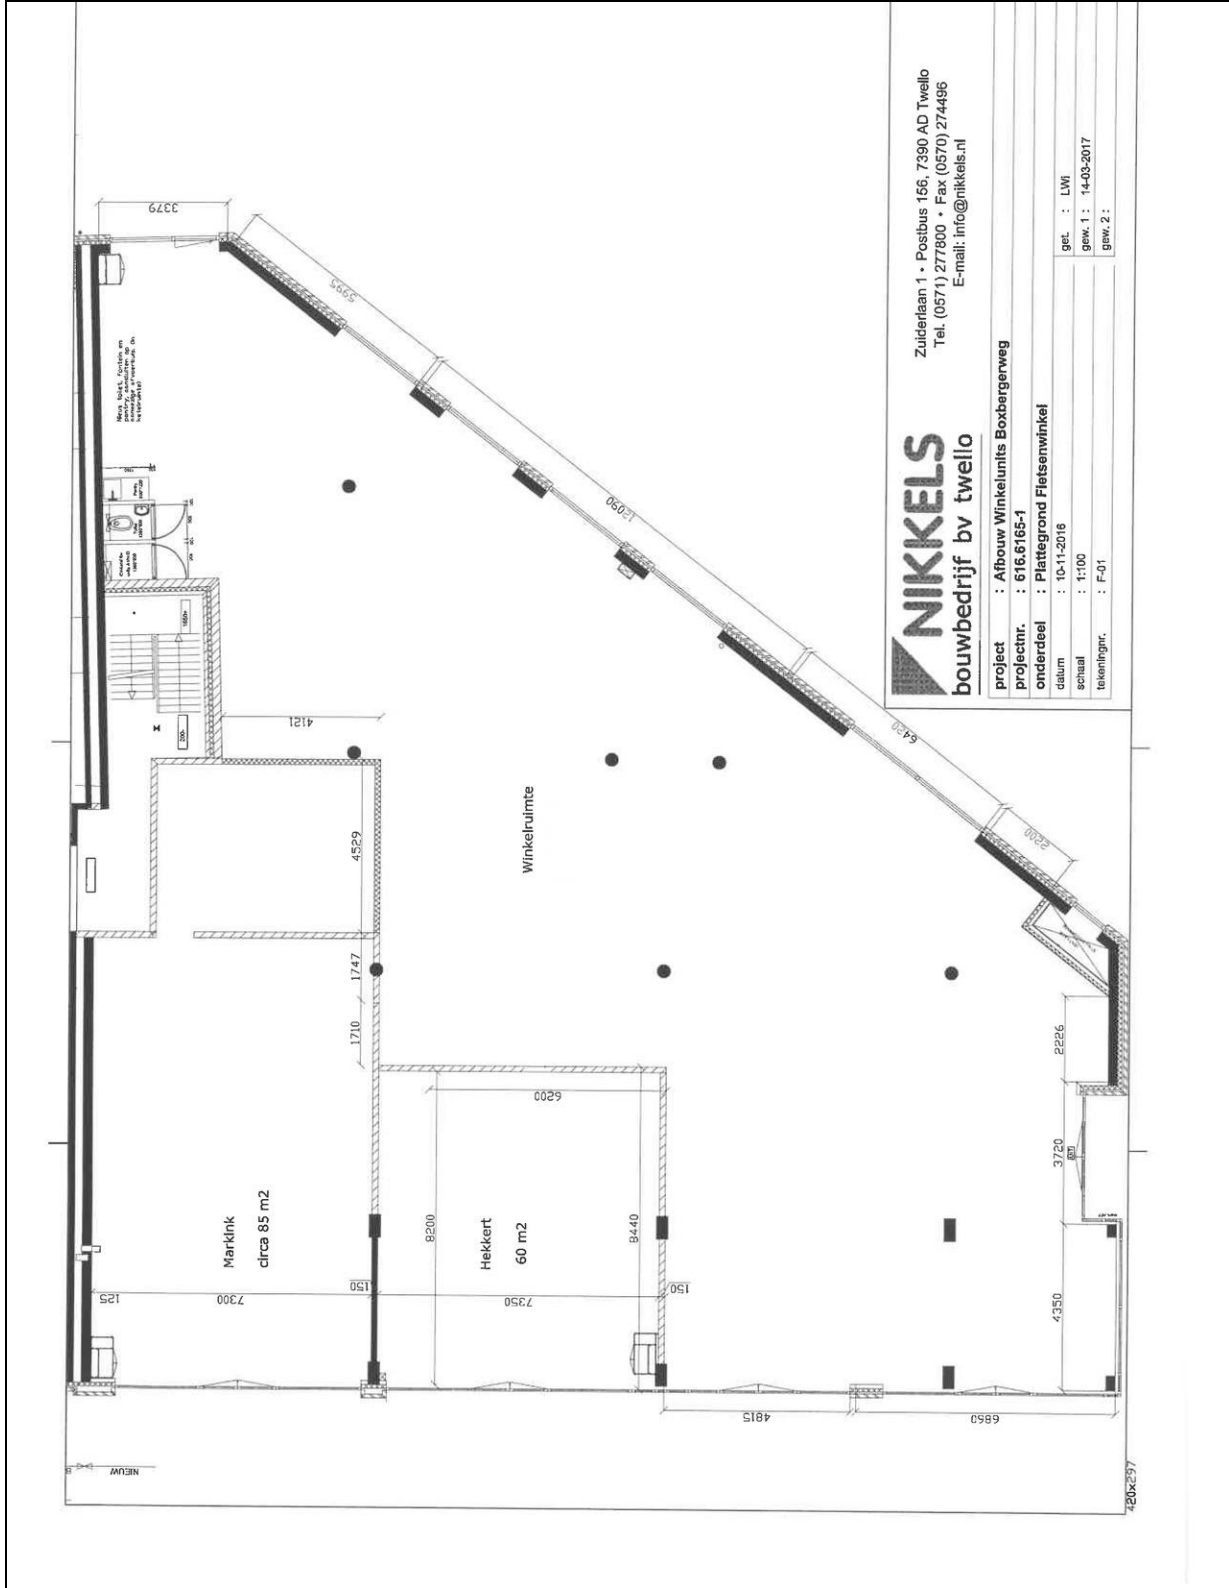 Zuiderlaan 1 • Postbus 156, 7390 AD Twello
Tel. (0571) 277800 • Fax (0570) 274496
E-mail: info@nikkels.nl
NIKKELS
bouwbedrijf bv twello
project : Afbouw Winkelunits Boxbergerweg
projectnr. : 616.6165-1
onderdeel : Plattegrond Fietsenwinkel
datum : 10-11-2016
get. : LWi
schaal : 1:100
gew. 1 : 14-03-2017
tekeningnr. : F-01
gew. 2 :
3379
5995
12090
6420
2200
Nieuw toilet, fontein en
4121
Winkelruimte
4529
1747
1710
2226
3720
4350
6200
8200
8440
Markink
circa 85 m2
Hekkert
60 m2
125
7300
150
7350
150
4815
6860
NIEUW
420x297